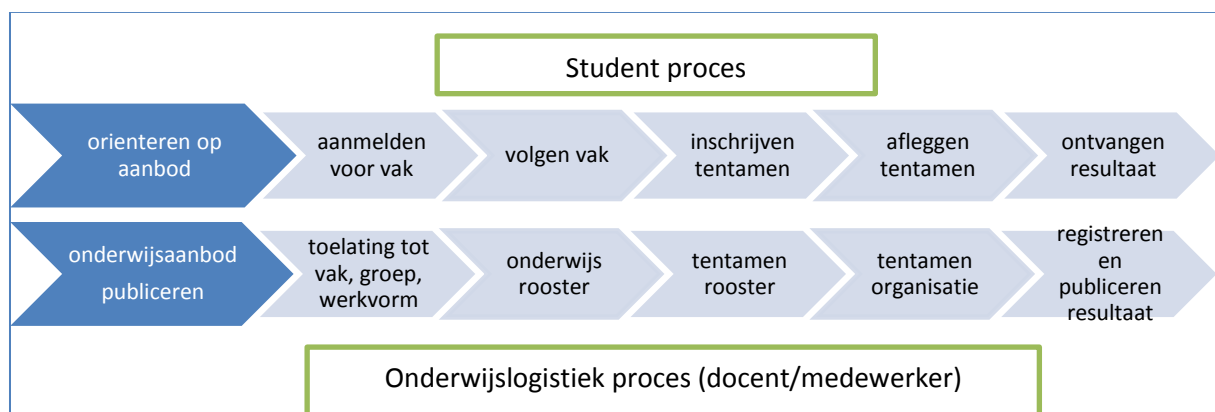 Student proces
orienteren op
aanbod
aanmelden
voor vak
volgen vak
inschrijven
tentamen
afleggen
tentamen
ontvangen
resultaat
onderwijsaanbod
publiceren
toelating tot
vak, groep,
werkvorm
onderwijs
rooster
tentamen
rooster
tentamen
organisatie
registreren
en
publiceren
resultaat
Onderwijslogistiek proces (docent/medewerker)